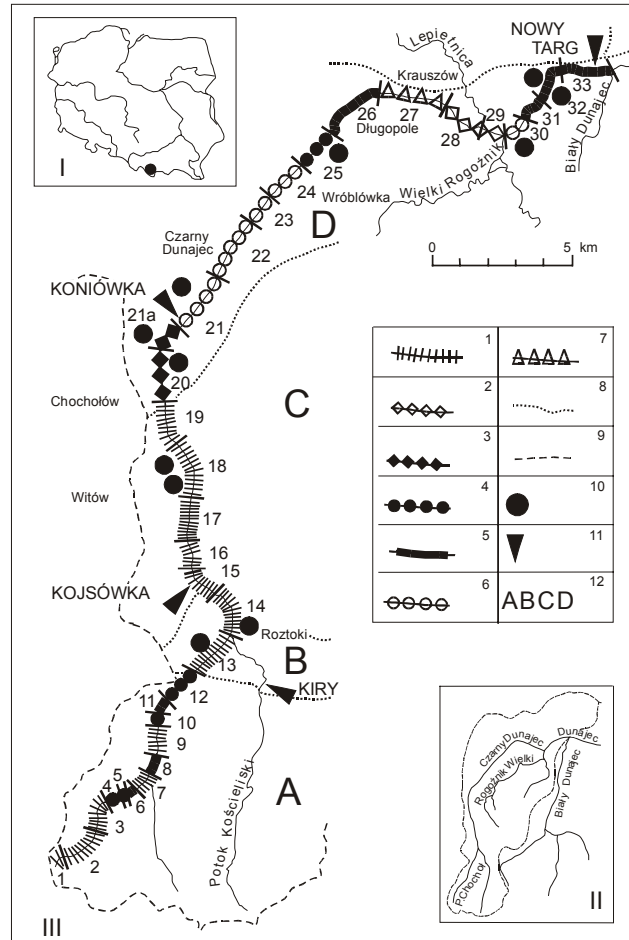 I
NOWY
TARG
Lepietnica
Krauszów
26
27
Długopole
28
29
30
31
32
33
Biały Dunajec
Wielki Rogoźnik
25
24
Wróblówka
23
D
Czarny
Dunajec
22
0 5 km
KONIÓWKA
21a
21
20
Chochołów
C
19
18
Witów
17
16
15
KOJSÓWKA
14
Roztoki
B
13
KIRY
12
11
10
9
8
7
A
5
4
6
3
2
1
Potok Kościeliski
III
1
7
2
8
3
9
4
10
5
11
6
ABCD
12
Dunajec
Czarny Dunajec
Rogoźnik Wielki
Biały Dunajec
P.Chochoł.
II